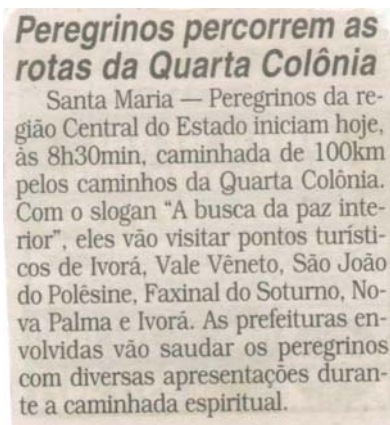 Peregrinos percorrem as
rotas da Quarta Colônia
Santa Maria — Peregrinos da re-
gião Central do Estado iniciam hoje,
às 8h30min, caminhada de 100km
pelos caminhos da Quarta Colônia.
Com o slogan “A busca da paz inte-
rior”, eles vão visitar pontos turísti-
cos de Ivorá, Vale Vêneto, São João
do Polêsine, Faxinal do Soturno, No-
va Palma e Ivorá. As prefeituras en-
volvidas vão saudar os peregrinos
com diversas apresentações duran-
te a caminhada espiritual.